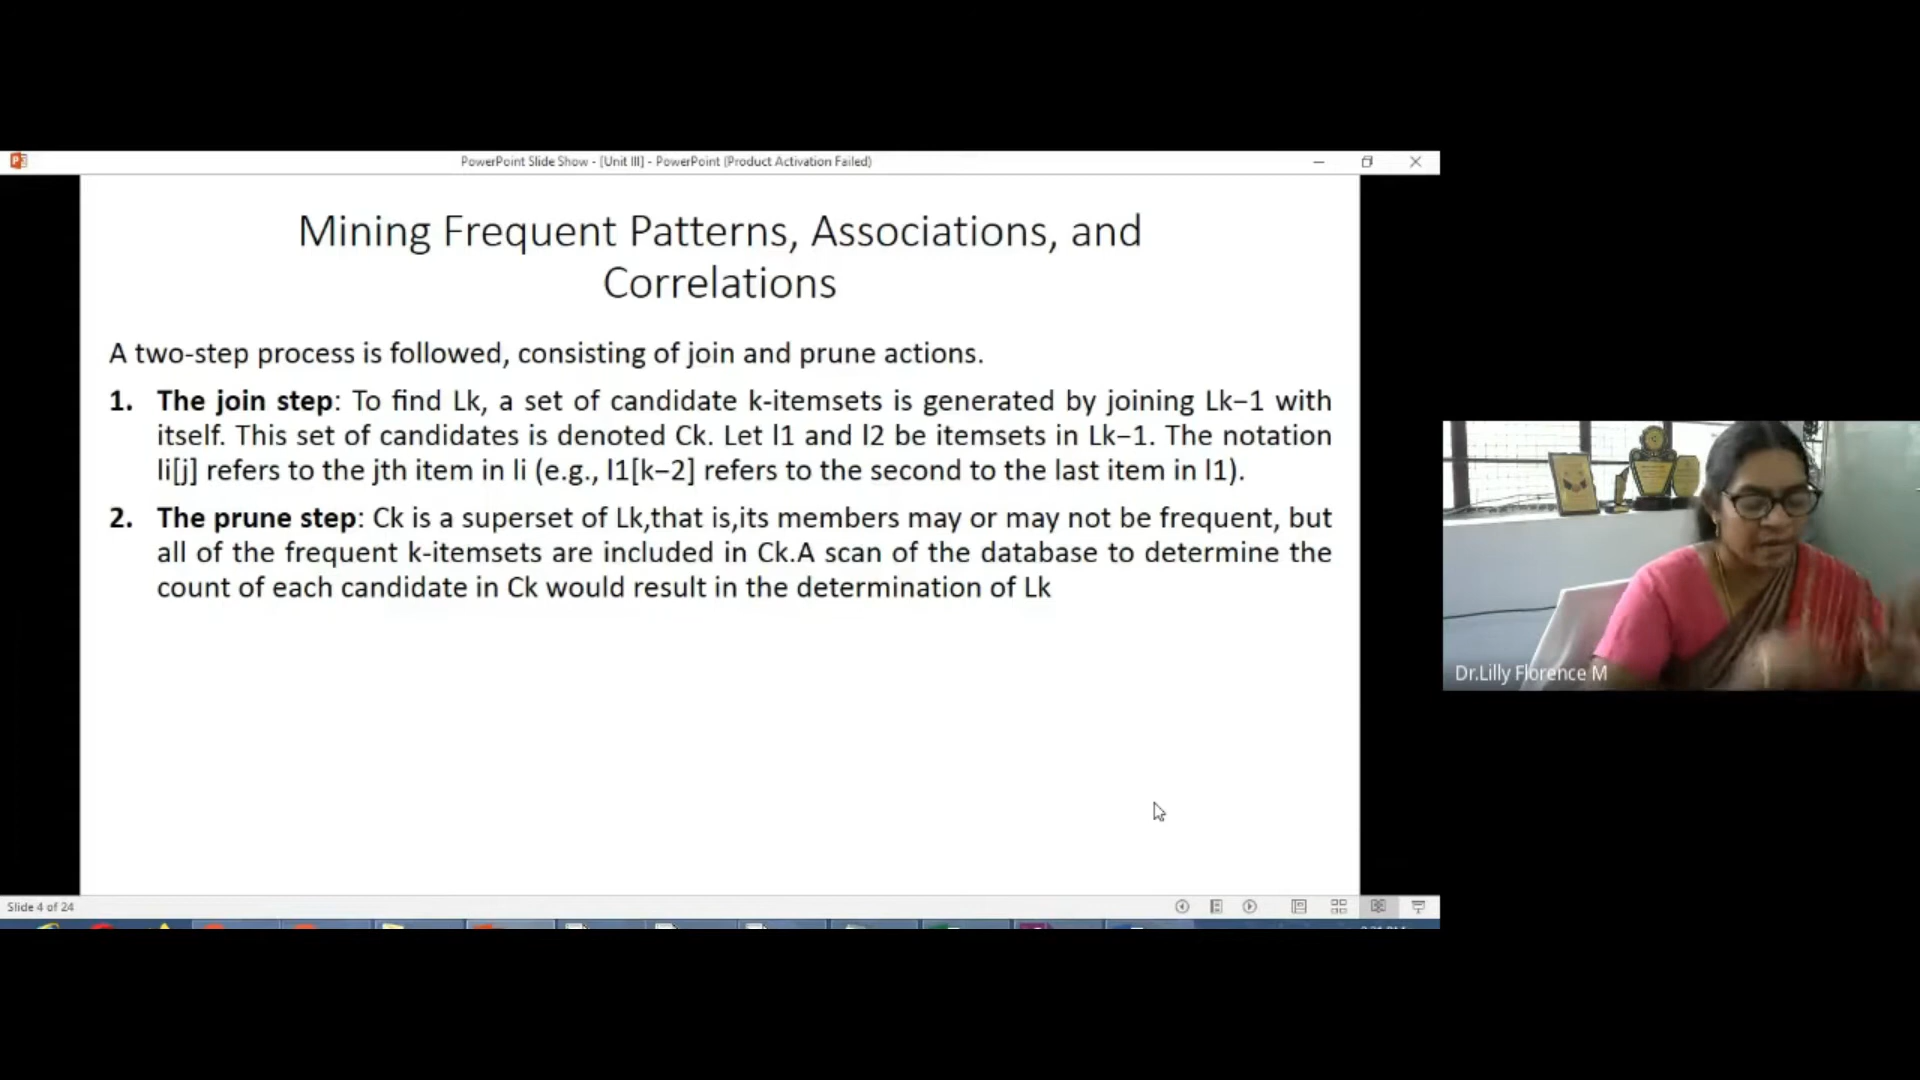 PowerPoint Slide Show - [Unit III] - PowerPoint (Product Activation Failed)
Mining Frequent Patterns, Associations, and
Correlations
A two-step process is followed, consisting of join and prune actions.
1. The join step: To find Lk, a set of candidate k-itemsets is generated by joining Lk−1 with
itself. This set of candidates is denoted Ck. Let l1 and l2 be itemsets in Lk−1. The notation
li[j] refers to the jth item in li (e.g., l1[k−2] refers to the second to the last item in l1).
2. The prune step: Ck is a superset of Lk,that is,its members may or may not be frequent, but
all of the frequent k-itemsets are included in Ck.A scan of the database to determine the
count of each candidate in Ck would result in the determination of Lk
Dr.Lilly Florence M
Slide 4 of 24